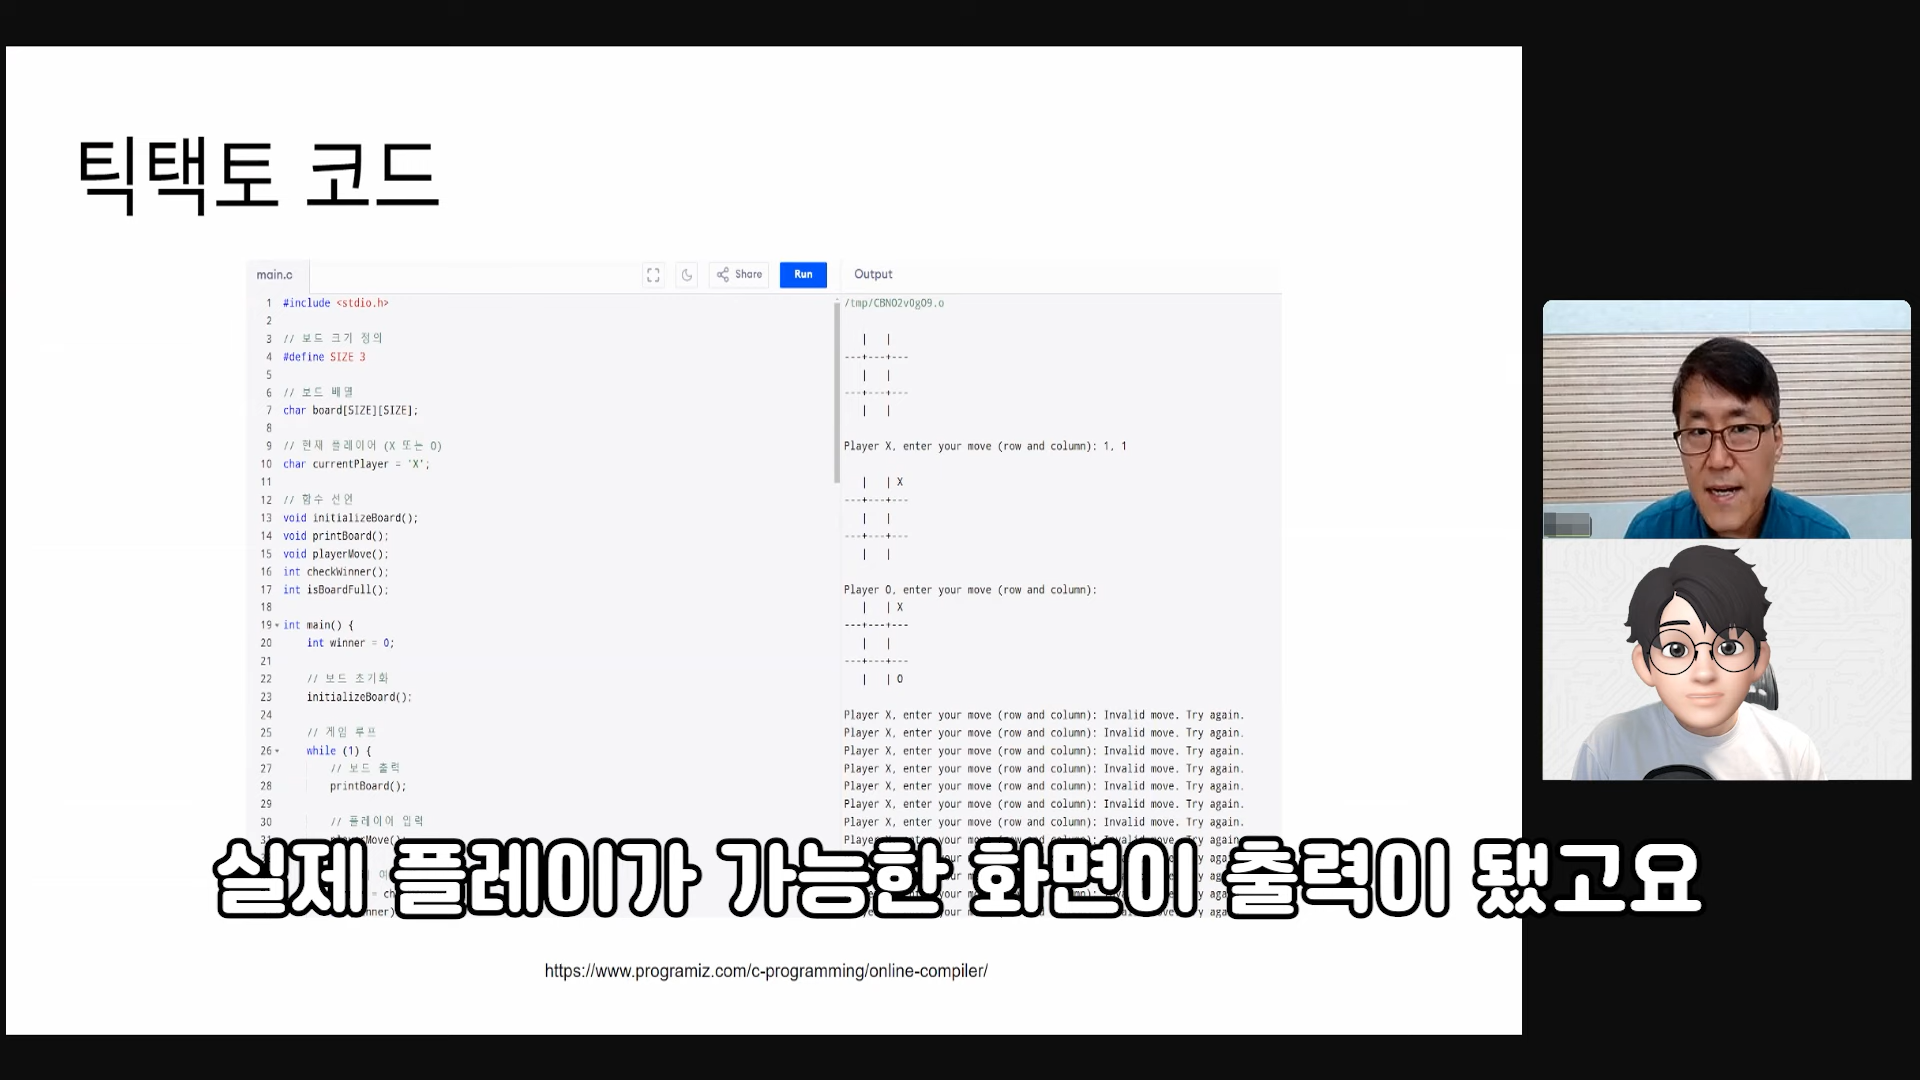 틱택토 코드
main.c
Share
Run
Output
1 #include <stdio.h>
2
3 // 보드 크기 정의
4 #define SIZE 3
5
6 // 보드 배열
7 char board[SIZE][SIZE];
8
9 // 현재 플레이어 (X 또는 O)
10 char currentPlayer = 'X';
11
12 // 함수 선언
13 void initializeBoard();
14 void printBoard();
15 void playerMove();
16 int checkWinner();
17 int isBoardFull();
18
19 int main() {
20 int winner = 0;
21
22 // 보드 초기화
23 initializeBoard();
24
25 // 게임 루프
26 while (1) {
27 // 보드 출력
28 printBoard();
29
30 // 플레이어 입력
/tmp/CBNO2v0gO9.o
| |
---+---+---
| |
---+---+---
| |
Player X, enter your move (row and column): 1, 1
| | X
---+---+---
| |
---+---+---
| |
Player O, enter your move (row and column):
| | X
---+---+---
| |
---+---+---
| | O
Player X, enter your move (row and column): Invalid move. Try again.
Player X, enter your move (row and column): Invalid move. Try again.
Player X, enter your move (row and column): Invalid move. Try again.
Player X, enter your move (row and column): Invalid move. Try again.
Player X, enter your move (row and column): Invalid move. Try again.
Player X, enter your move (row and column): Invalid move. Try again.
Player X, enter your move (row and column): Invalid move. Try again.
실제 플레이가 가능한 화면이 출력이 됐고요
https://www.programiz.com/c-programming/online-compiler/